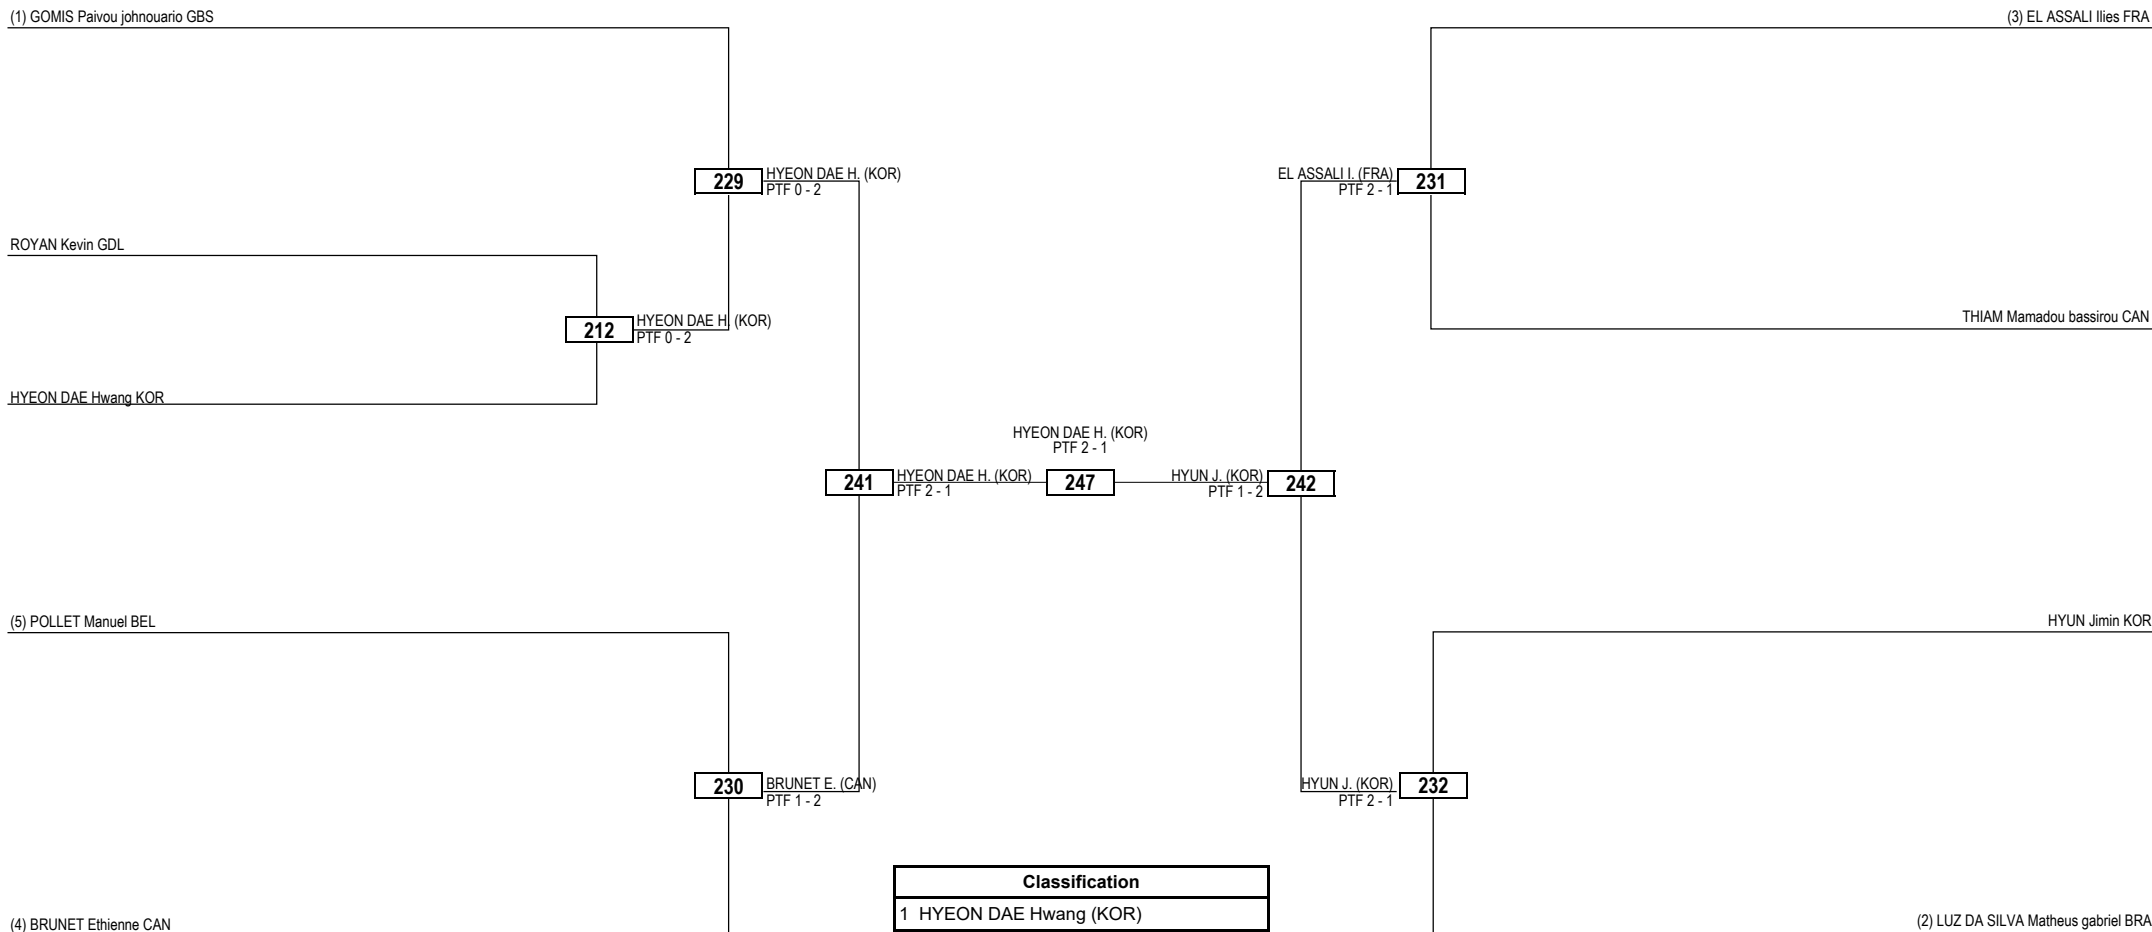 (1) GOMIS Paivou johnouario GBS
(3) EL ASSALI Ilies FRA
229
HYEON DAE H. (KOR)
PTF 0 - 2
EL ASSALI I. (FRA)
PTF 2 - 1
231
ROYAN Kevin GDL
212
HYEON DAE H. (KOR)
PTF 0 - 2
THIAM Mamadou bassirou CAN
HYEON DAE Hwang KOR
HYEON DAE H. (KOR)
PTF 2 - 1
241
HYEON DAE H. (KOR)
PTF 2 - 1
247
HYUN J. (KOR)
PTF 1 - 2
242
(5) POLLET Manuel BEL
HYUN Jimin KOR
230
BRUNET E. (CAN)
PTF 1 - 2
HYUN J. (KOR)
PTF 2 - 1
232
Classification
1 HYEON DAE Hwang (KOR)
(4) BRUNET Ethienne CAN
(2) LUZ DA SILVA Matheus gabriel BRA